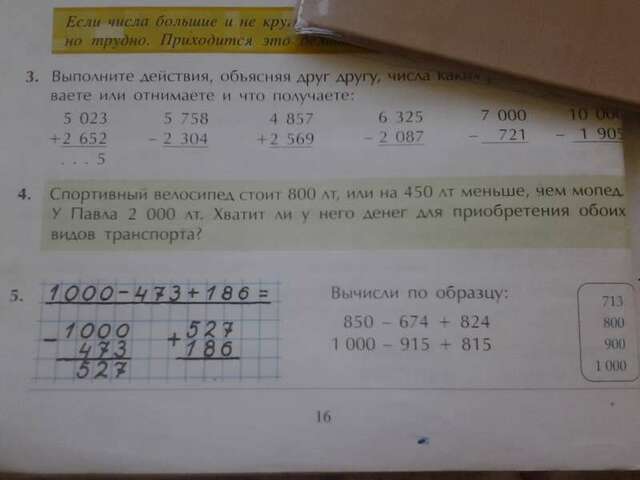 Если числа большие и не
но трудно. Приходится это
3. Выполните действия, объясняя друг другу, числа
ваете или отнимаете и что получаете:
5 023 5 758 4 857 6 325 7 000 10 000
+2 652 – 2 304 +2 569 – 2 087 – 721 – 1 905
. . . 5
4. Спортивный велосипед стоит 800 лт, или на 450 лт меньше, чем мопед.
У Павла 2 000 лт. Хватит ли у него денег для приобретения обоих
видов транспорта?
5. 1000–473+186=
–1000 +527
473 186
527
Вычисли по образцу:
850 – 674 + 824
1 000 – 915 + 815
713
800
900
1 000
16